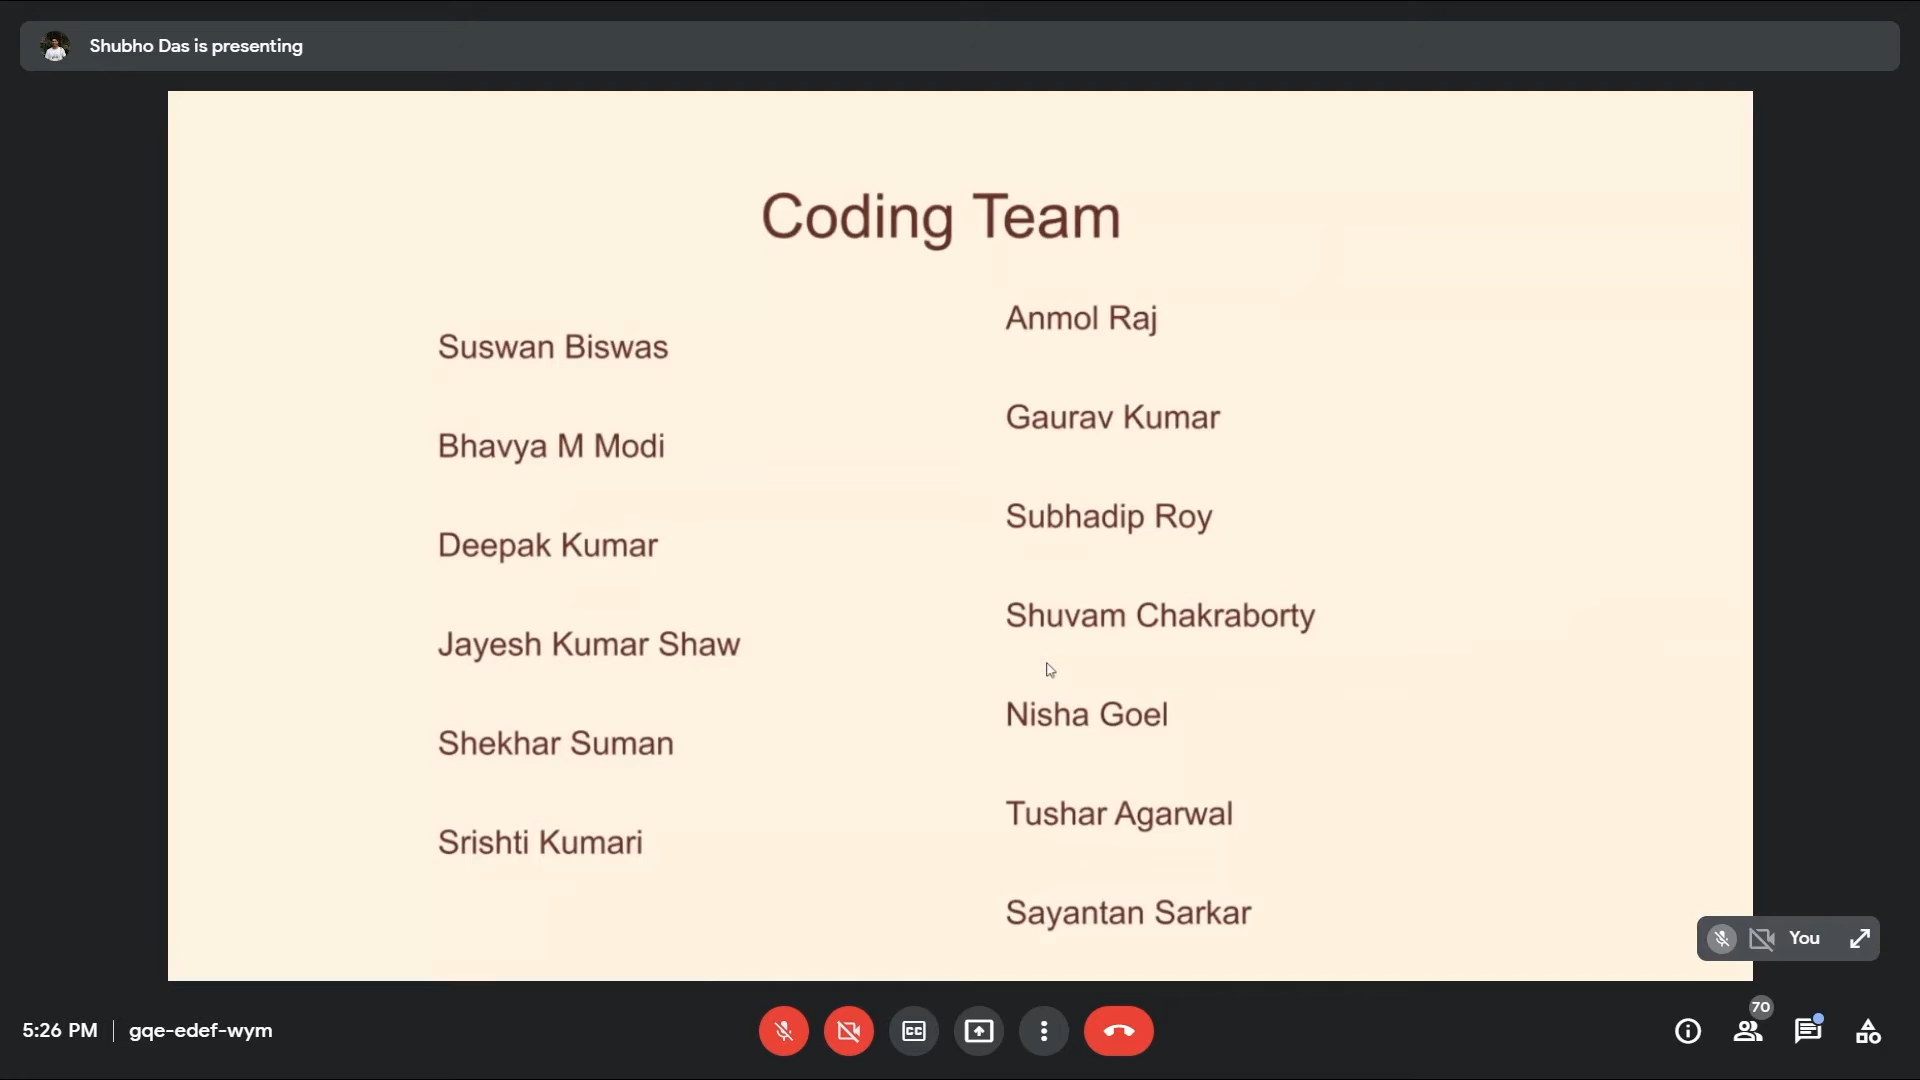 Shubho Das is presenting
Coding Team
Suswan Biswas
Bhavya M Modi
Deepak Kumar
Jayesh Kumar Shaw
Shekhar Suman
Srishti Kumari
Anmol Raj
Gaurav Kumar
Subhadip Roy
Shuvam Chakraborty
Nisha Goel
Tushar Agarwal
Sayantan Sarkar
You
5:26 PM | gqe-edef-wym
CC
70